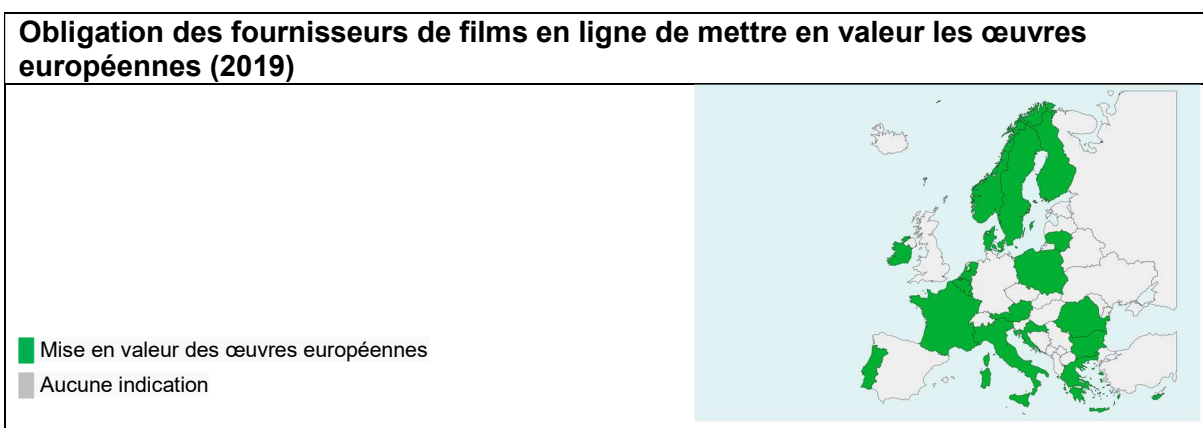 Obligation des fournisseurs de films en ligne de mettre en valeur les œuvres
européennes (2019)
Mise en valeur des œuvres européennes
Aucune indication